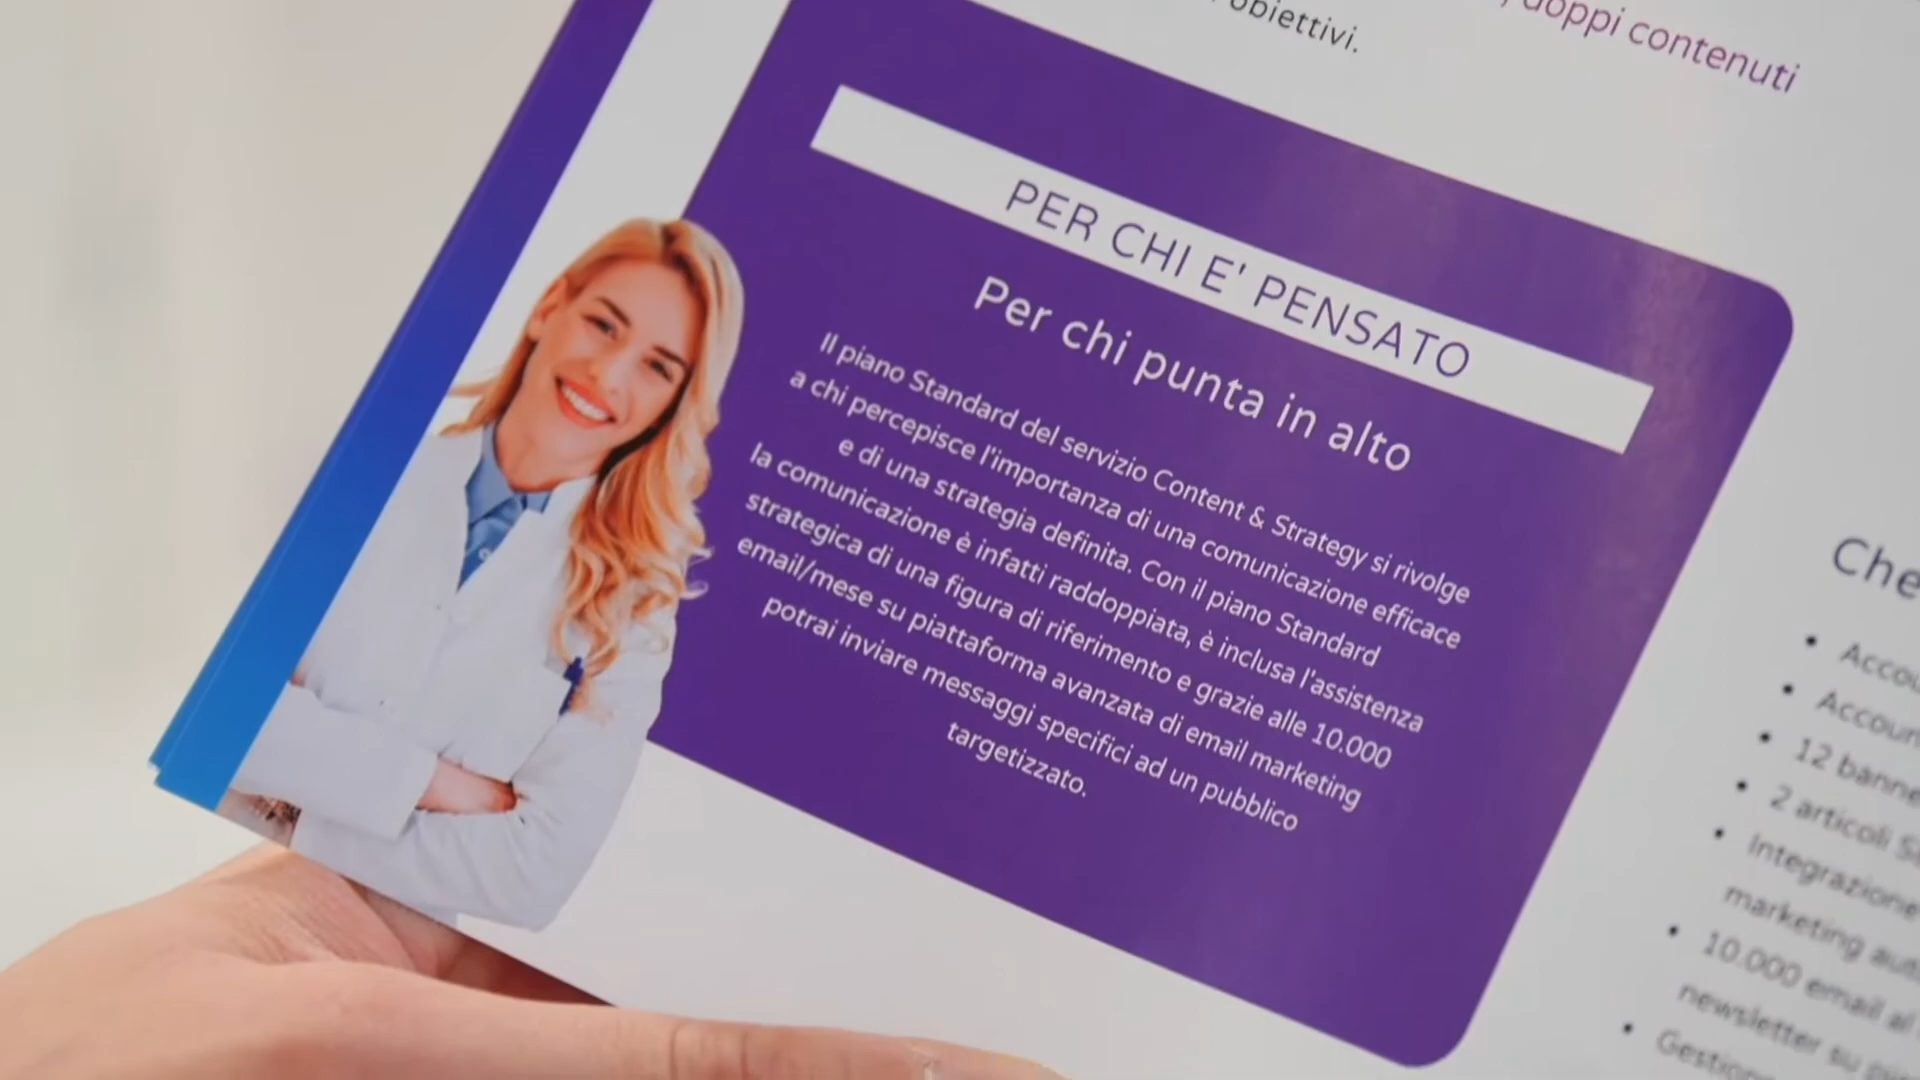 obiettivi.
doppi contenuti
PER CHI E' PENSATO
Per chi punta in alto
Il piano Standard del servizio Content & Strategy si rivolge
a chi percepisce l'importanza di una comunicazione efficace
e di una strategia definita. Con il piano Standard
la comunicazione è infatti raddoppiata, è inclusa l'assistenza
strategica di una figura di riferimento e grazie alle 10.000
email/mese su piattaforma avanzata di email marketing
potrai inviare messaggi specifici ad un pubblico
targetizzato.
Che
12
2 articoli
Integrazione
marketing
10.000 email al
newsletter su